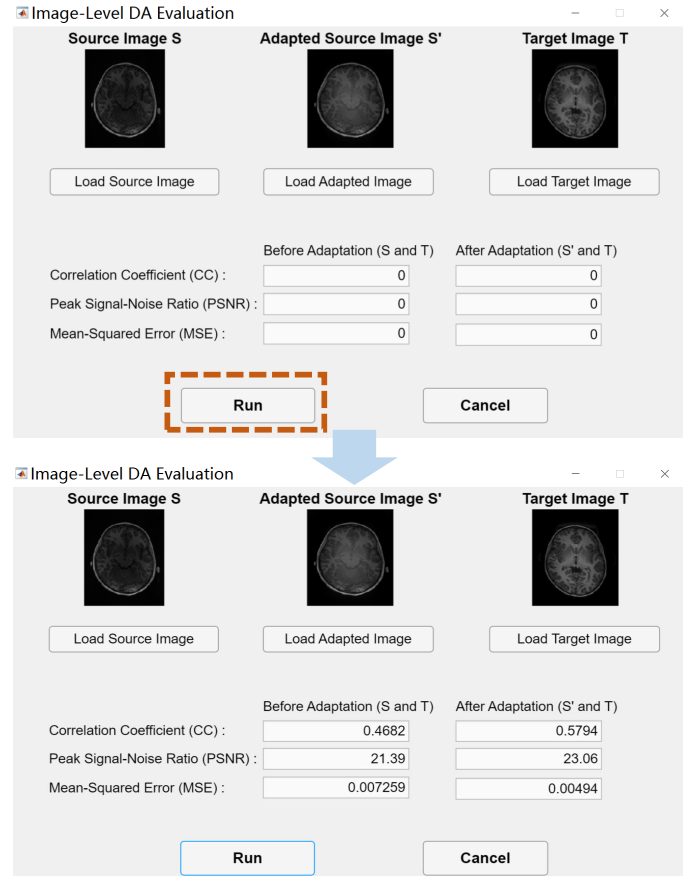 Image-Level DA Evaluation
Source Image S Adapted Source Image S' Target Image T
Load Source Image Load Adapted Image Load Target Image
Before Adaptation (S and T) After Adaptation (S' and T)
Correlation Coefficient (CC) : 0 0
Peak Signal-Noise Ratio (PSNR) : 0 0
Mean-Squared Error (MSE) : 0 0
Run Cancel
Image-Level DA Evaluation
Source Image S Adapted Source Image S' Target Image T
Load Source Image Load Adapted Image Load Target Image
Before Adaptation (S and T) After Adaptation (S' and T)
Correlation Coefficient (CC) : 0.4682 0.5794
Peak Signal-Noise Ratio (PSNR) : 21.39 23.06
Mean-Squared Error (MSE) : 0.007259 0.00494
Run Cancel